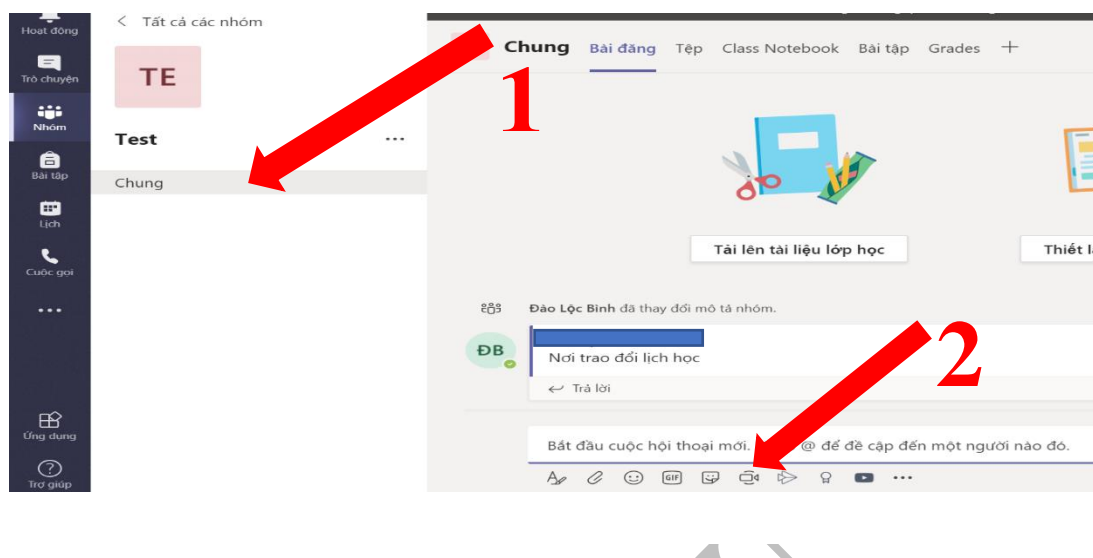 Hoạt động
Trò chuyện
Nhóm
Bài tập
Lịch
Cuộc gọi
Ứng dụng
Trợ giúp
< Tất cả các nhóm
TE
Test ...
Chung
Chung Bài đăng Tệp Class Notebook Bài tập Grades +
1
Tải lên tài liệu lớp học
Thiết
Đào Lộc Bình đã thay đổi mô tả nhóm.
ĐB
Nơi trao đổi lịch học
Trả lời
2
Bắt đầu cuộc hội thoại mới. @ để đề cập đến một người nào đó.
GIF